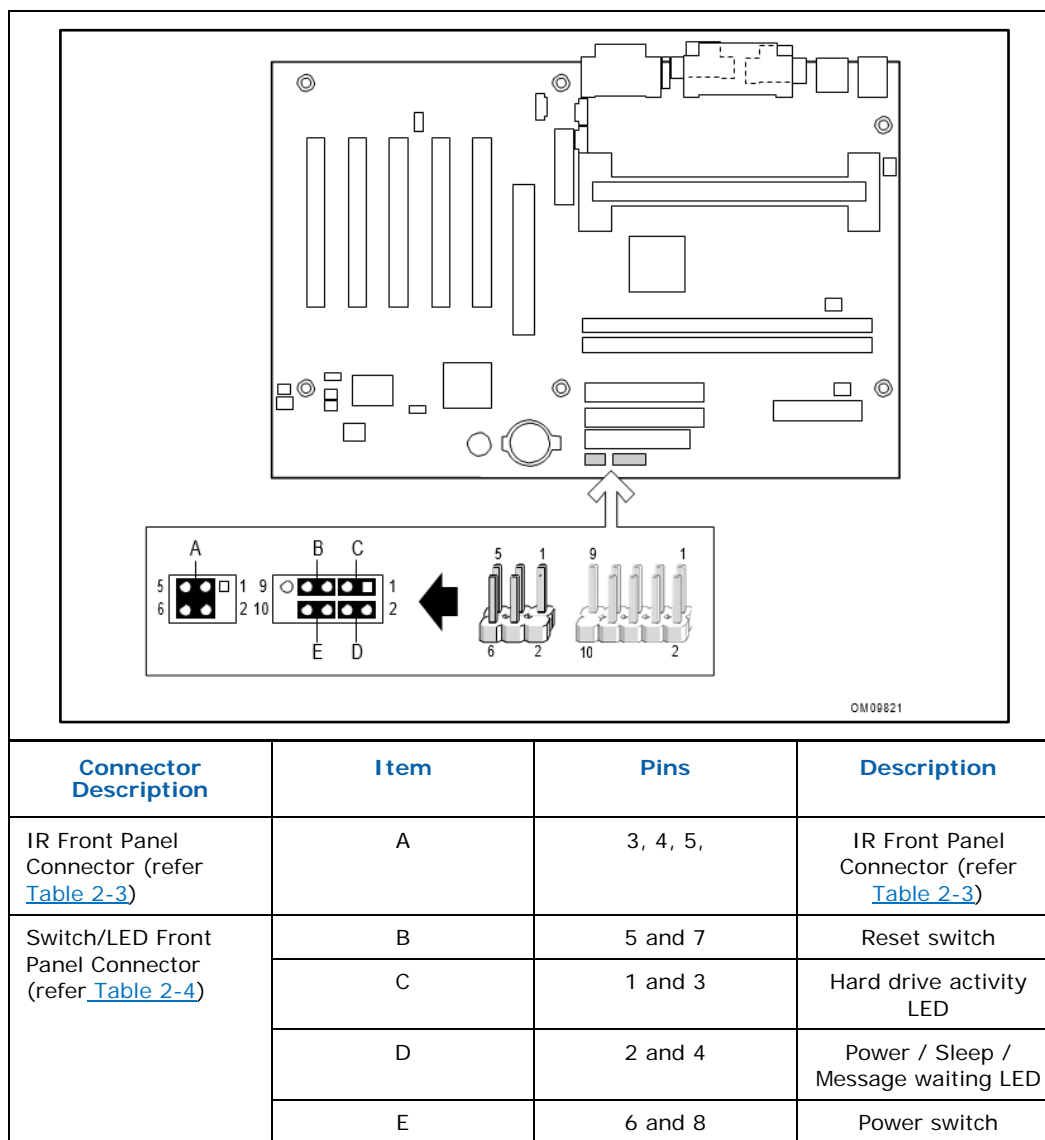 A B C
5 1 9 1
6 2 10 2
E D
5 1 9 1
6 2 10 2
OM09821
Connector Description Item Pins Description
IR Front Panel
Connector (refer
Table 2-3)
A
3, 4, 5,
IR Front Panel
Connector (refer
Table 2-3)
Switch/LED Front
Panel Connector
(refer Table 2-4)
B
5 and 7
Reset switch
C
1 and 3
Hard drive activity
LED
D
2 and 4
Power / Sleep /
Message waiting LED
E
6 and 8
Power switch